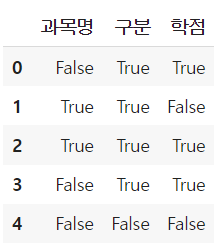 과목명 구분 학점
0 False True True
1 True True False
2 True True True
3 False True True
4 False False False